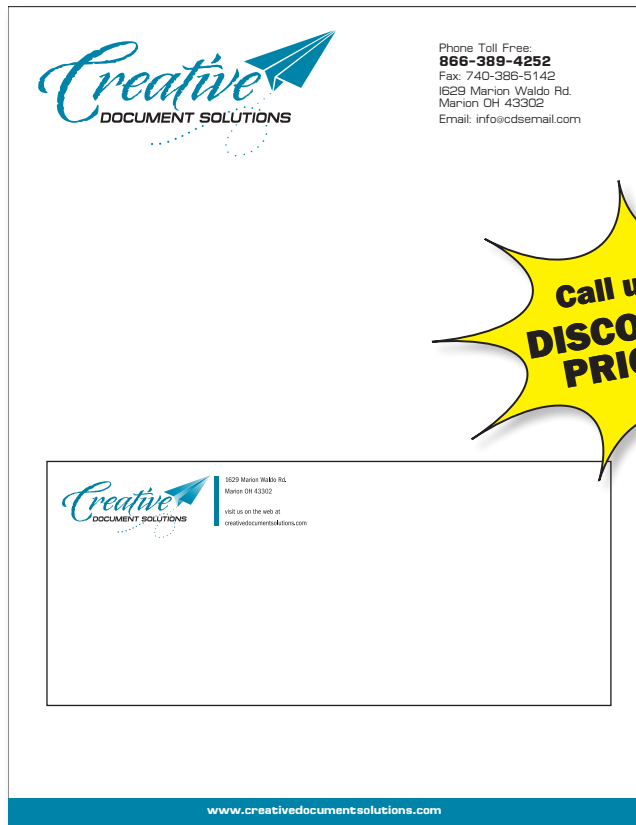 Creative
DOCUMENT SOLUTIONS
Phone Toll Free:
866-389-4252
Fax: 740-386-5142
1629 Marion Waldo Rd.
Marion OH 43302
Email: info@cdsemail.com
Call u
DISCO
PRIC
Creative
DOCUMENT SOLUTIONS
1629 Marion Waldo Rd.
Marion OH 43302
visit us on the web at
creativedocumentsolutions.com
www.creativedocumentsolutions.com